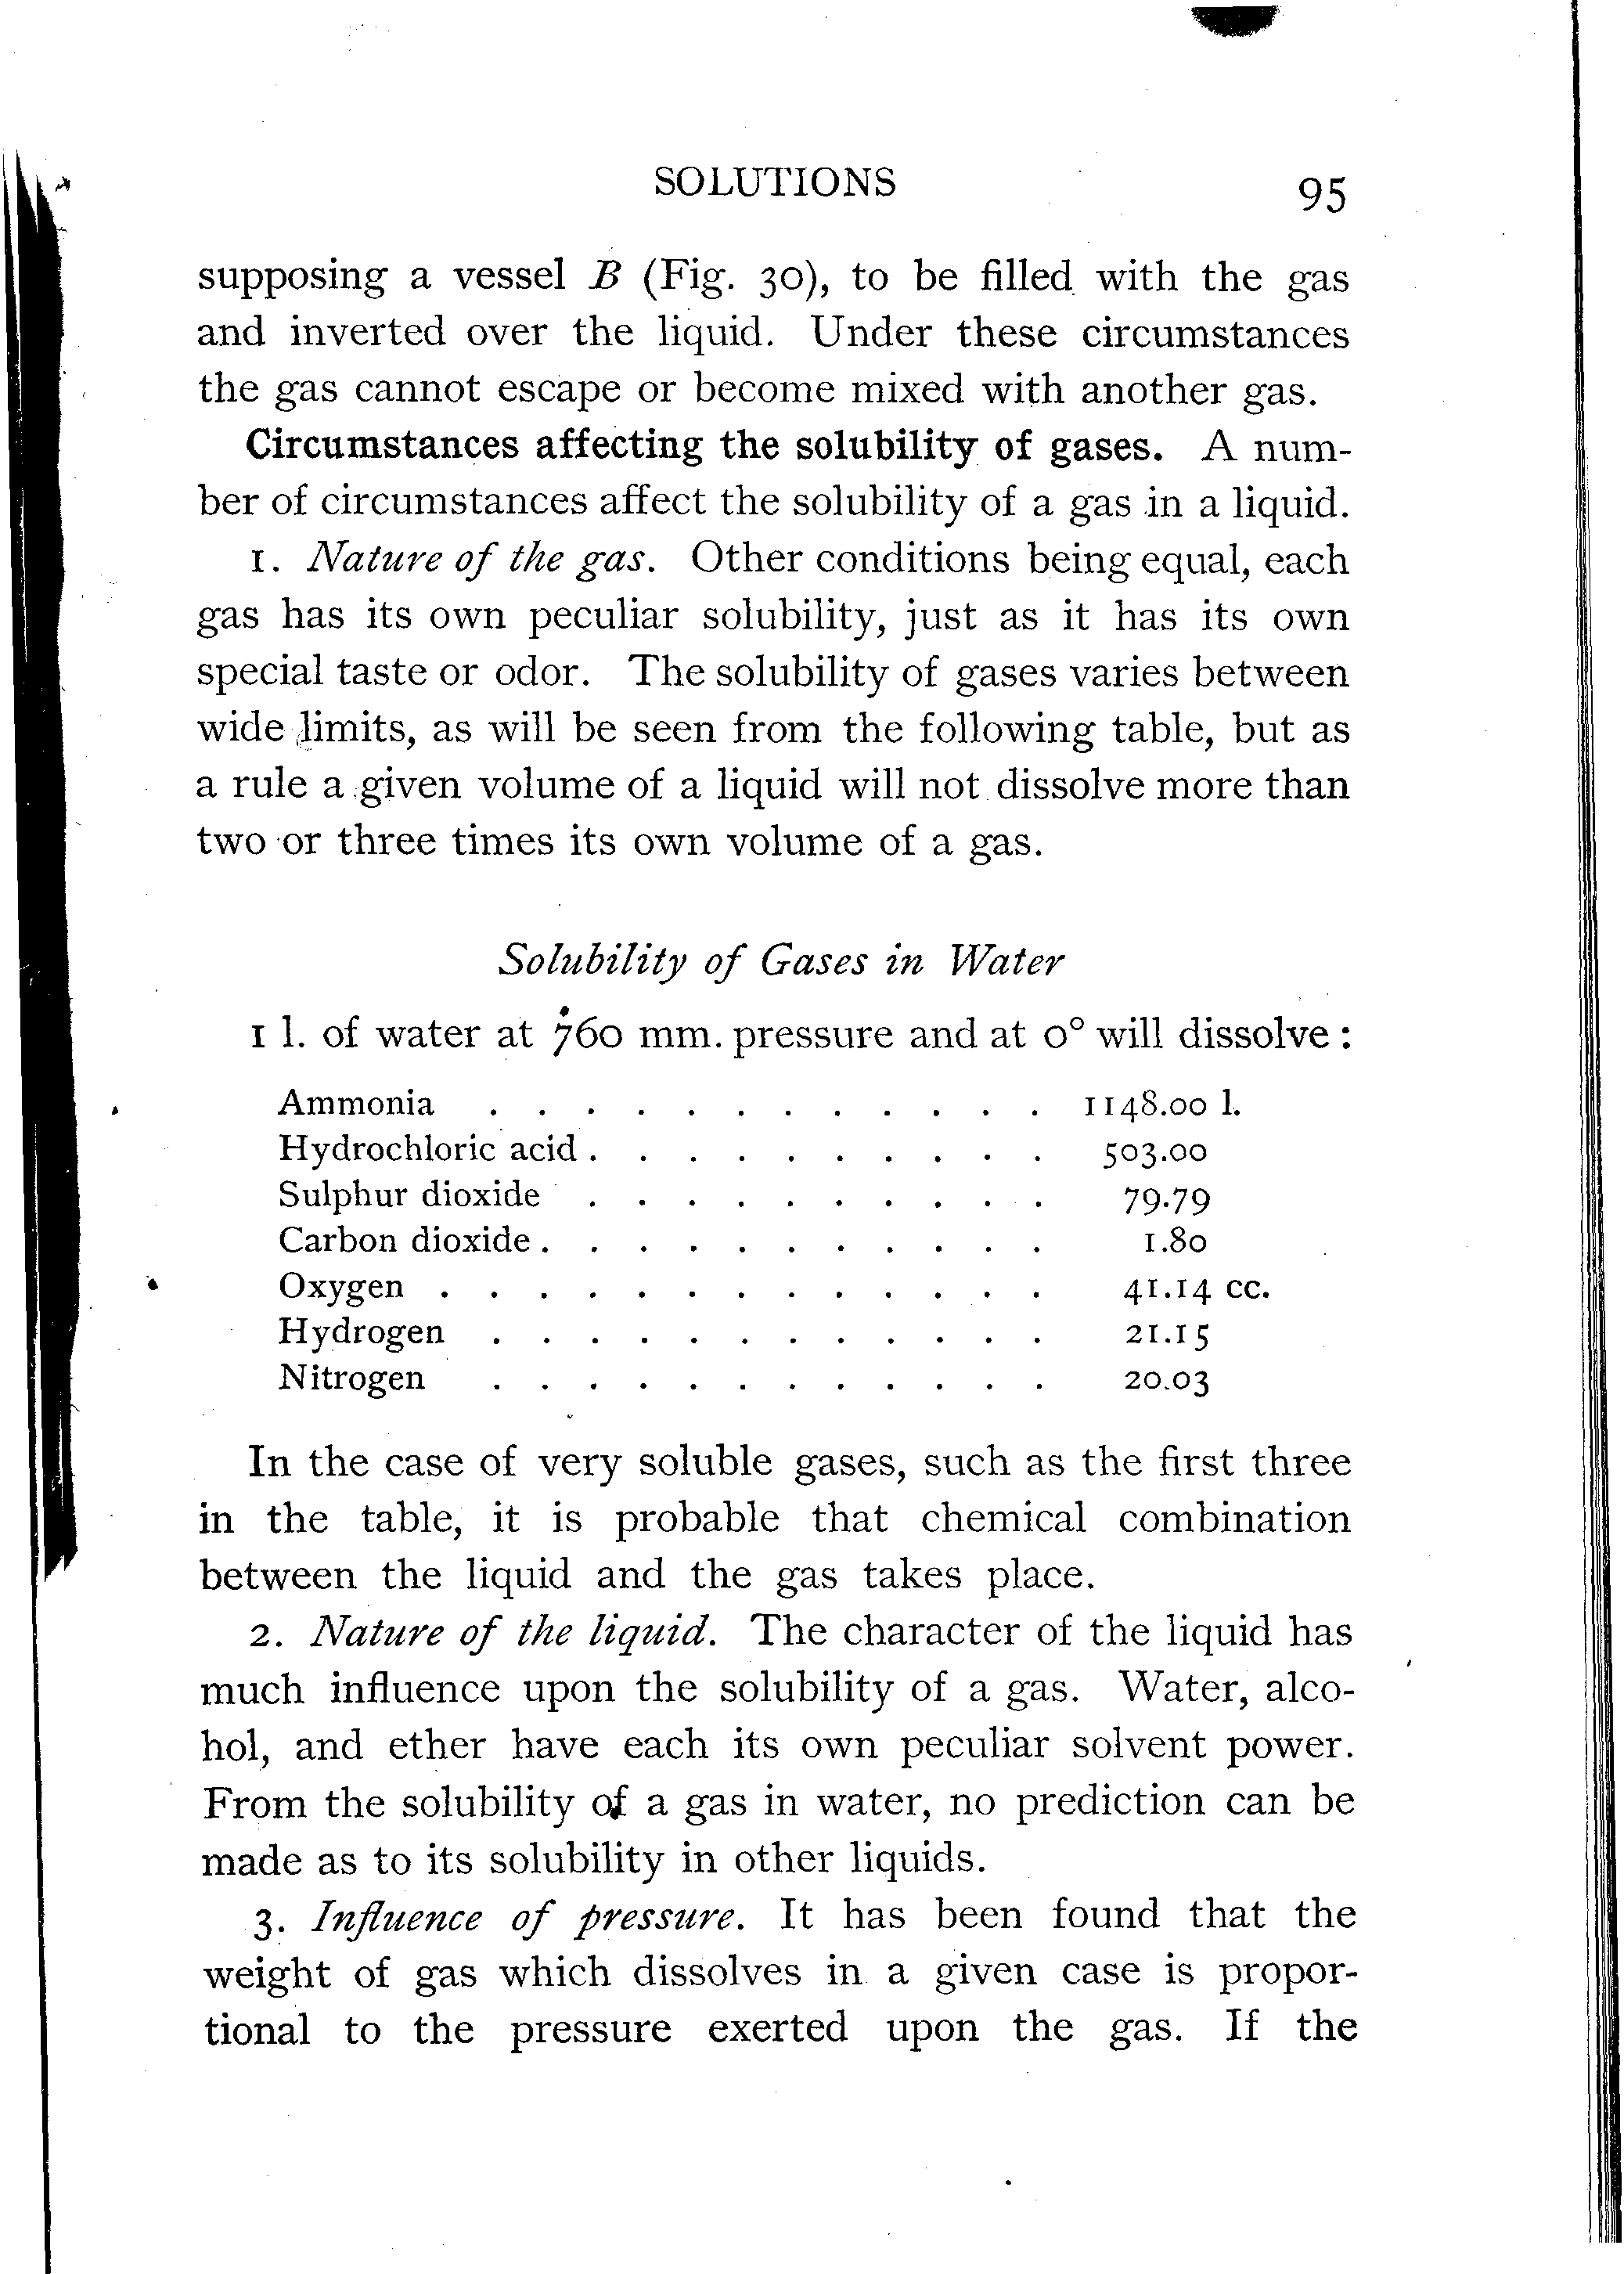 SOLUTIONS 95
supposing a vessel B (Fig. 30), to be filled with the gas
and inverted over the liquid. Under these circumstances
the gas cannot escape or become mixed with another gas.
Circumstances affecting the solubility of gases. A num-
ber of circumstances affect the solubility of a gas in a liquid.
1. Nature of the gas. Other conditions being equal, each
gas has its own peculiar solubility, just as it has its own
special taste or odor. The solubility of gases varies between
wide limits, as will be seen from the following table, but as
a rule a given volume of a liquid will not dissolve more than
two or three times its own volume of a gas.
Solubility of Gases in Water
1 l. of water at 760 mm. pressure and at 0° will dissolve :
Ammonia . . . . . . . . . . . . 1148.00 l.
Hydrochloric acid . . . . . . . . . . 503.00
Sulphur dioxide . . . . . . . . . . 79.79
Carbon dioxide . . . . . . . . . . . 1.80
Oxygen . . . . . . . . . . . . . 41.14 cc.
Hydrogen . . . . . . . . . . . . 21.15
Nitrogen . . . . . . . . . . . . 20.03
In the case of very soluble gases, such as the first three
in the table, it is probable that chemical combination
between the liquid and the gas takes place.
2. Nature of the liquid. The character of the liquid has
much influence upon the solubility of a gas. Water, alco-
hol, and ether have each its own peculiar solvent power.
From the solubility of a gas in water, no prediction can be
made as to its solubility in other liquids.
3. Influence of pressure. It has been found that the
weight of gas which dissolves in a given case is propor-
tional to the pressure exerted upon the gas. If the